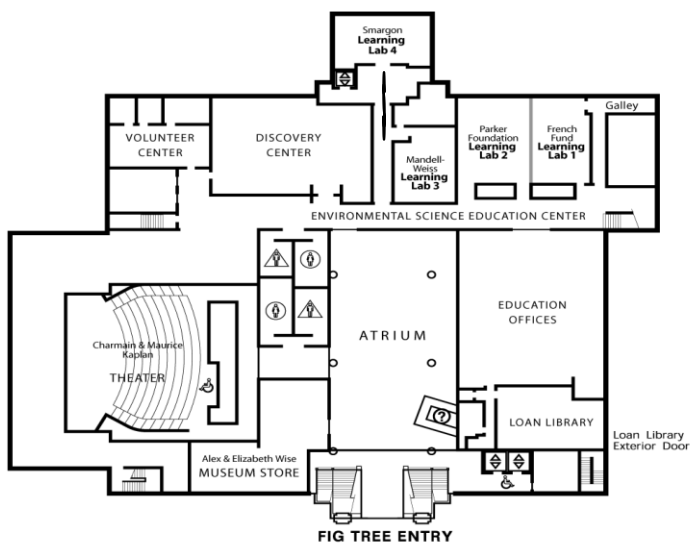 Smargon
Learning
Lab 4
Galley
VOLUNTEER
CENTER
DISCOVERY
CENTER
Parker
Foundation
Learning
Lab 2
French
Fund
Learning
Lab 1
Mandell-
Weiss
Learning
Lab 3
ENVIRONMENTAL SCIENCE EDUCATION CENTER
EDUCATION
OFFICES
ATRIUM
Charmain & Maurice
Kaplan
THEATER
?
LOAN LIBRARY
Loan Library
Exterior Door
Alex & Elizabeth Wise
MUSEUM STORE
FIG TREE ENTRY